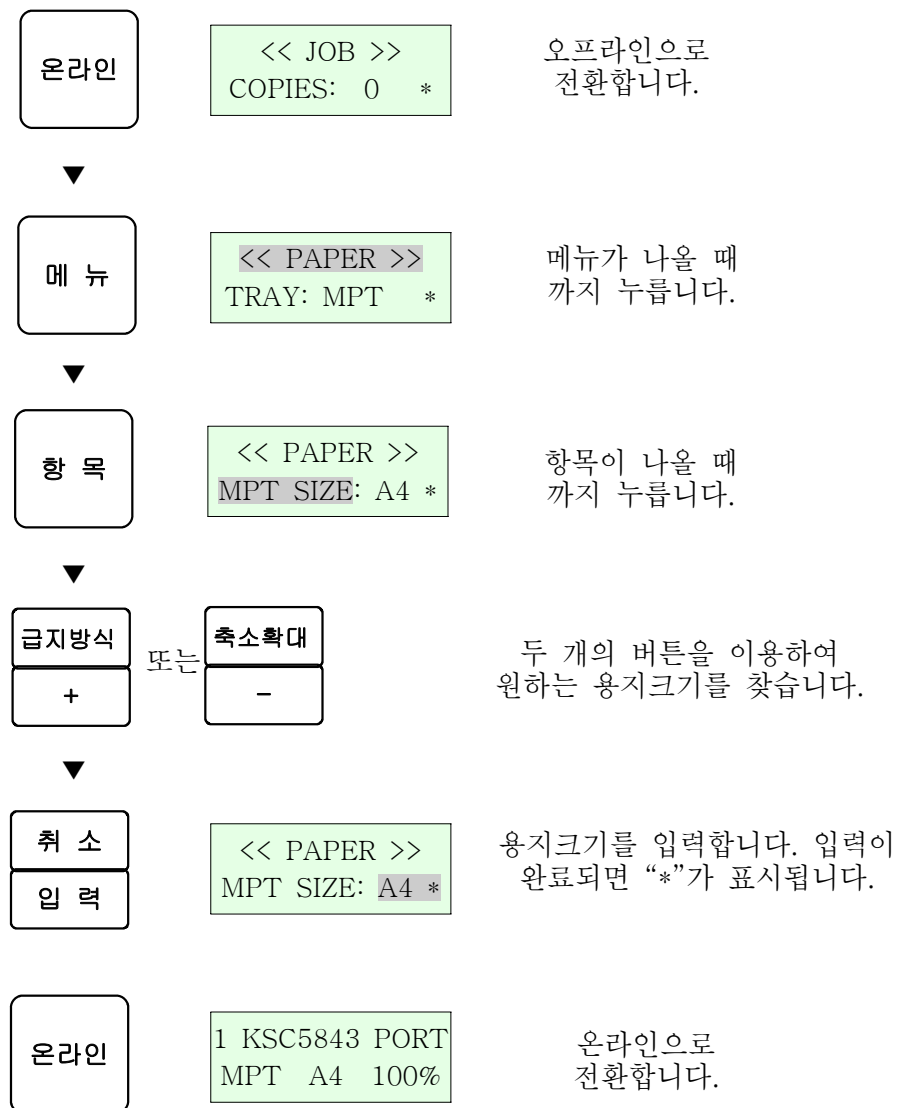 온라인
<< JOB >>
COPIES: 0 *
오프라인으로
전환합니다.
▼
메 뉴
<< PAPER >>
TRAY: MPT *
메뉴가 나올 때
까지 누릅니다.
▼
항 목
<< PAPER >>
MPT SIZE: A4 *
항목이 나올 때
까지 누릅니다.
▼
급지방식
+
또는
축소확대
-
두 개의 버튼을 이용하여
원하는 용지크기를 찾습니다.
▼
취 소
입 력
<< PAPER >>
MPT SIZE: A4 *
용지크기를 입력합니다. 입력이
완료되면 “*”가 표시됩니다.
온라인
1 KSC5843 PORT
MPT A4 100%
온라인으로
전환합니다.